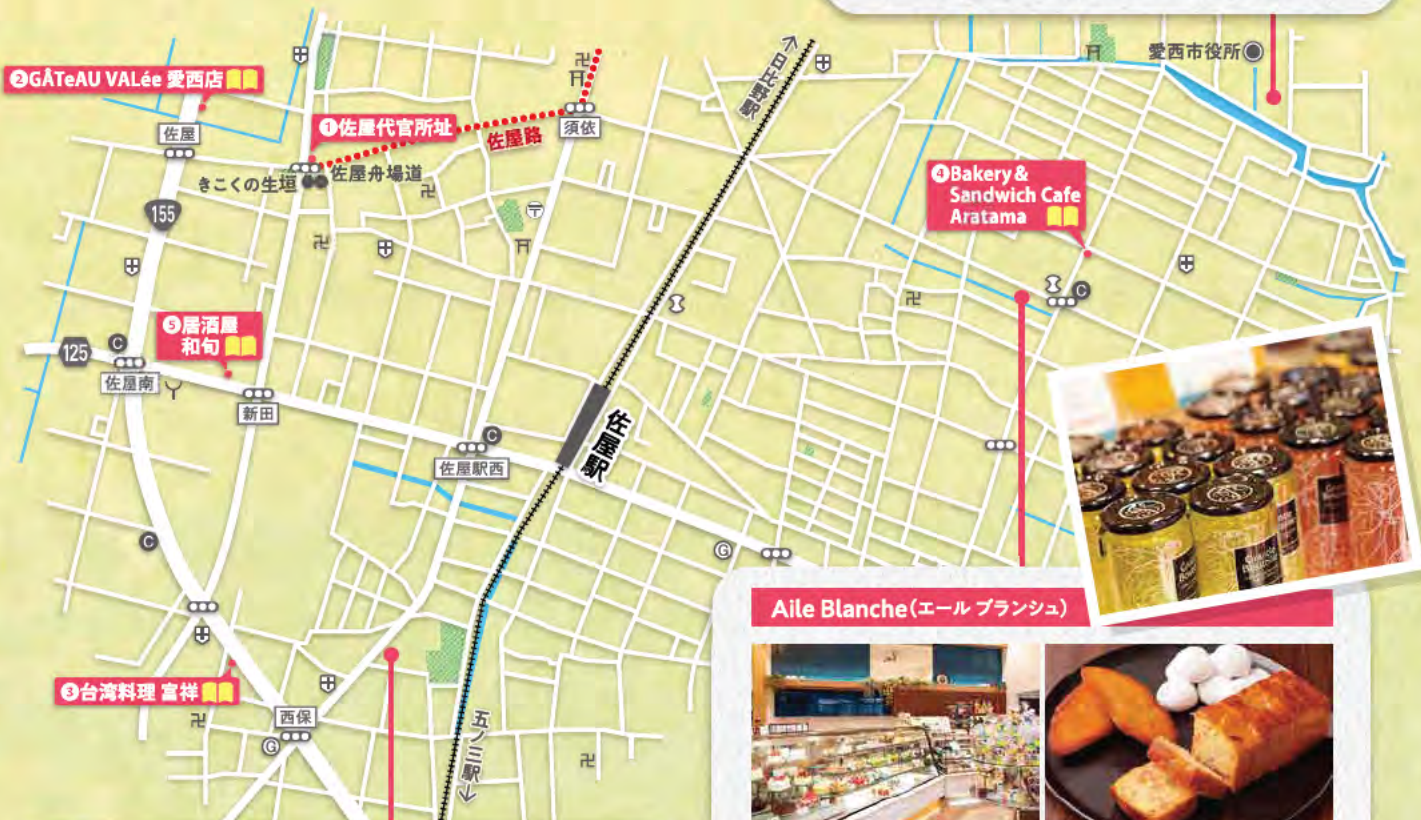 愛西市役所
日比野駅
❷GÂTeAU VALée 愛西店
佐屋
❶佐屋代官所址
佐屋路
須依
佐屋舟場道
きこくの生垣
155
❹Bakery &
Sandwich Cafe
Aratama
❺居酒屋
和旬
125
C
佐屋南
新田
C
佐屋駅西
佐屋駅
C
C
G
❸台湾料理 富祥
西保
G
五ノ三駅
Aile Blanche(エール ブランシュ)